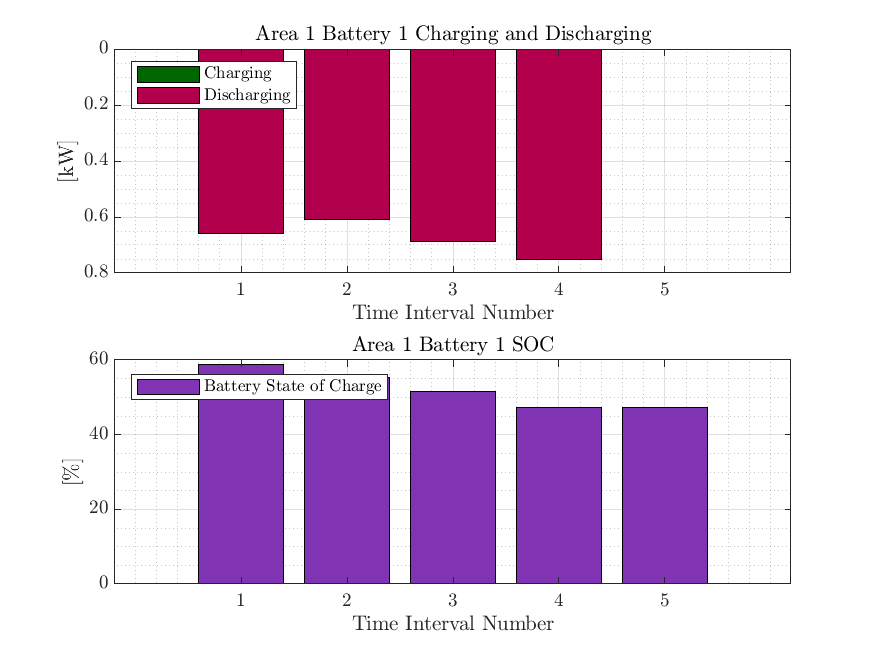 Area 1 Battery 1 Charging and Discharging
0
0.2
0.4
0.6
0.8
[kW]
Charging
Discharging
1 2 3 4 5
Time Interval Number
Area 1 Battery 1 SOC
60
40
20
0
[%]
Battery State of Charge
1 2 3 4 5
Time Interval Number